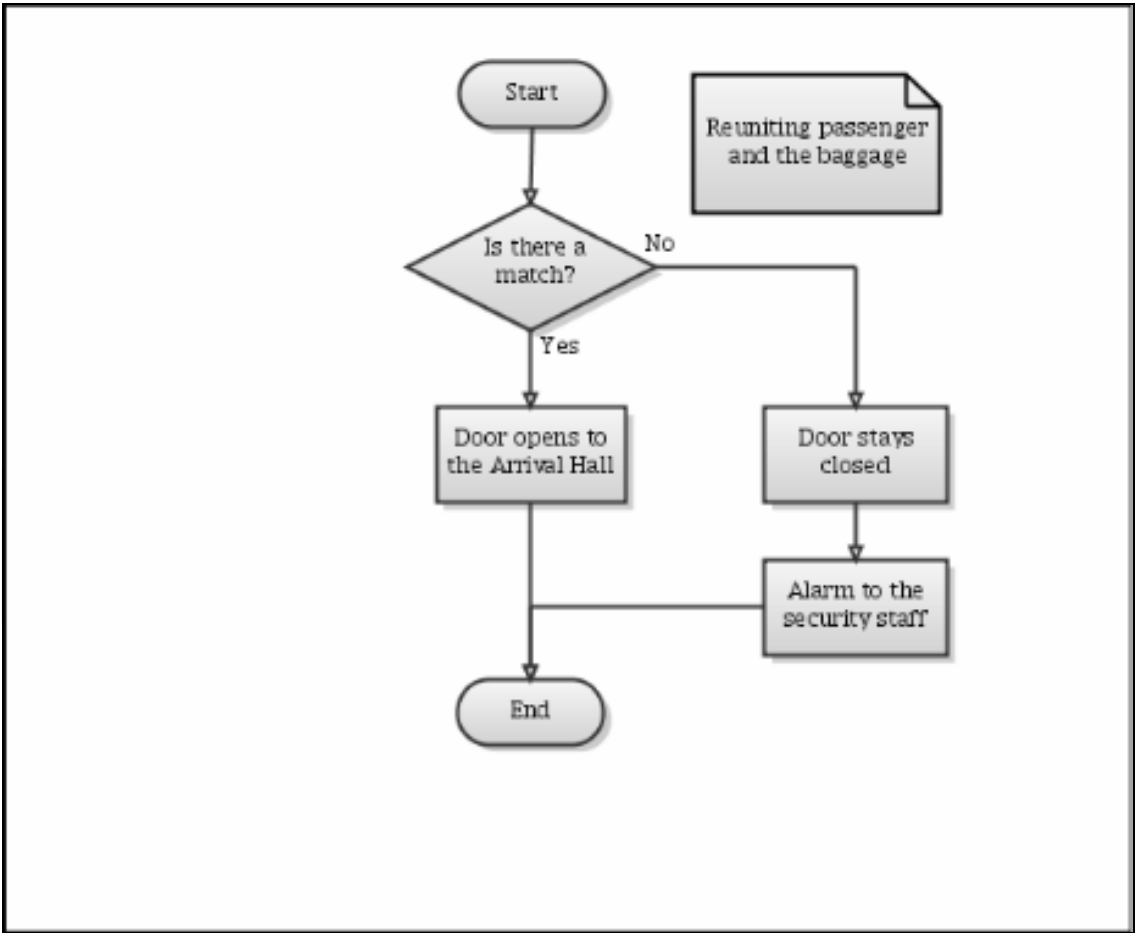 Start
Reuniting passenger
and the baggage
Is there a
match?
No
Yes
Door opens to
the Arrival Hall
Door stays
closed
Alarm to the
security staff
End